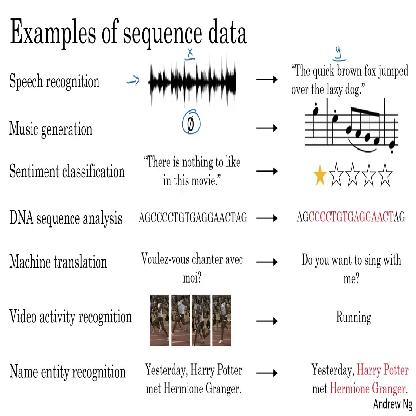 Examples of sequence data
x
y
Speech recognition
“The quick brown fox jumped
over the lazy dog.”
Music generation
∅
Sentiment classification
“There is nothing to like
in this movie.”
DNA sequence analysis
AGCCCCTGTGAGGAACTAG
AGCCCCTGTGAGGAACTAG
Machine translation
Voulez-vous chanter avec
moi?
Do you want to sing with
me?
Video activity recognition
Running
Name entity recognition
Yesterday, Harry Potter
met Hermione Granger.
Yesterday, Harry Potter
met Hermione Granger.
Andrew Ng